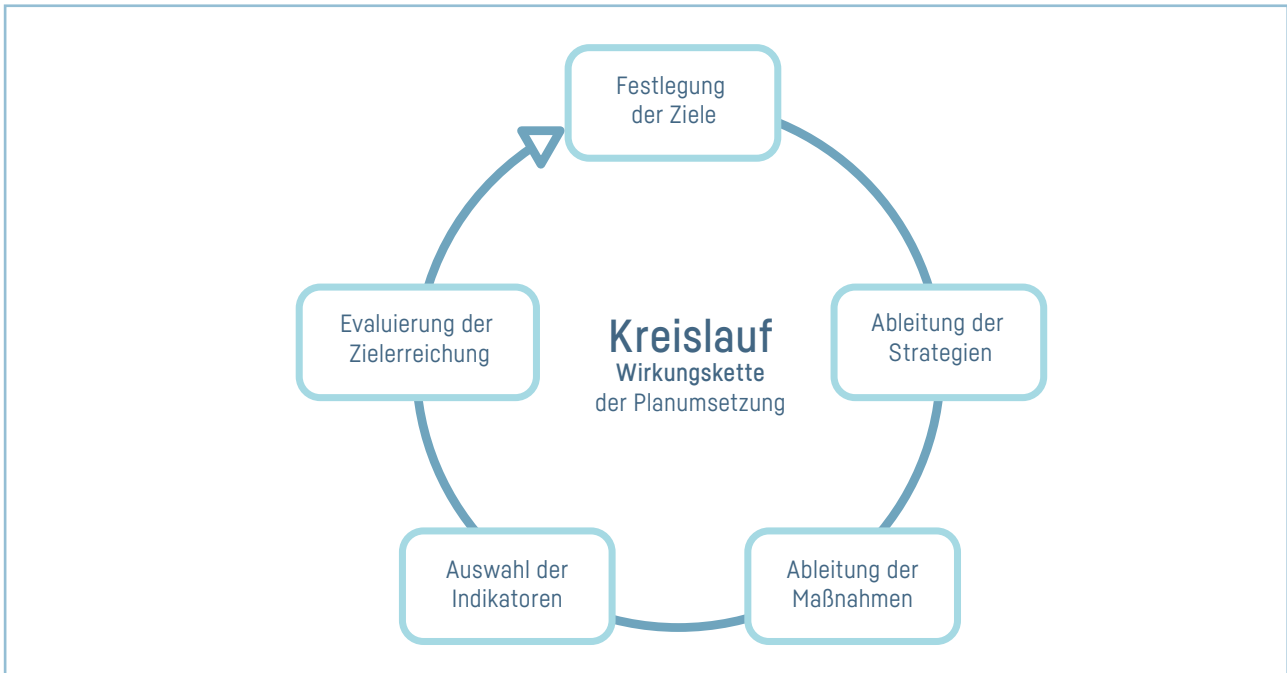 Festlegung
der Ziele
Evaluierung der
Zielerreichung
Kreislauf
Wirkungskette
der Planumsetzung
Ableitung der
Strategien
Auswahl der
Indikatoren
Ableitung der
Maßnahmen